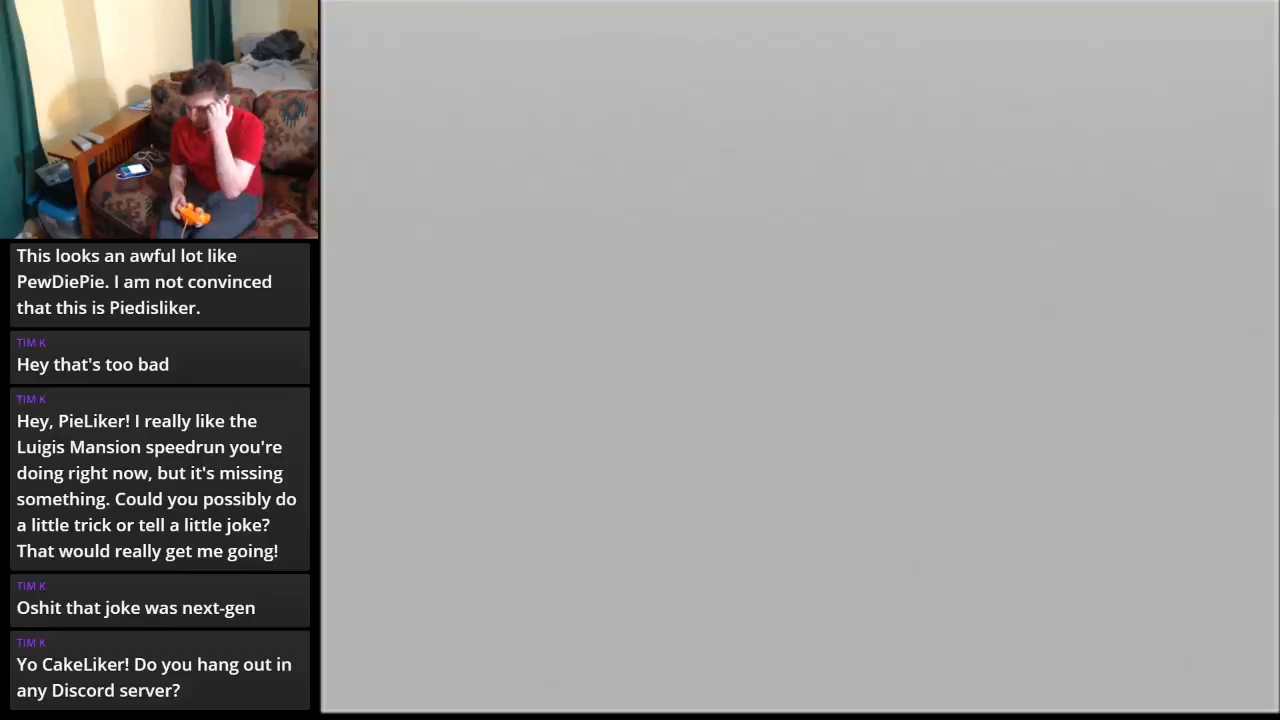 This looks an awful lot like
PewDiePie. I am not convinced
that this is Piedisliker.
TIM K
Hey that's too bad
TIM K
Hey, PieLiker! I really like the
Luigis Mansion speedrun you're
doing right now, but it's missing
something. Could you possibly do
a little trick or tell a little joke?
That would really get me going!
TIM K
Oshit that joke was next-gen
TIM K
Yo CakeLiker! Do you hang out in
any Discord server?